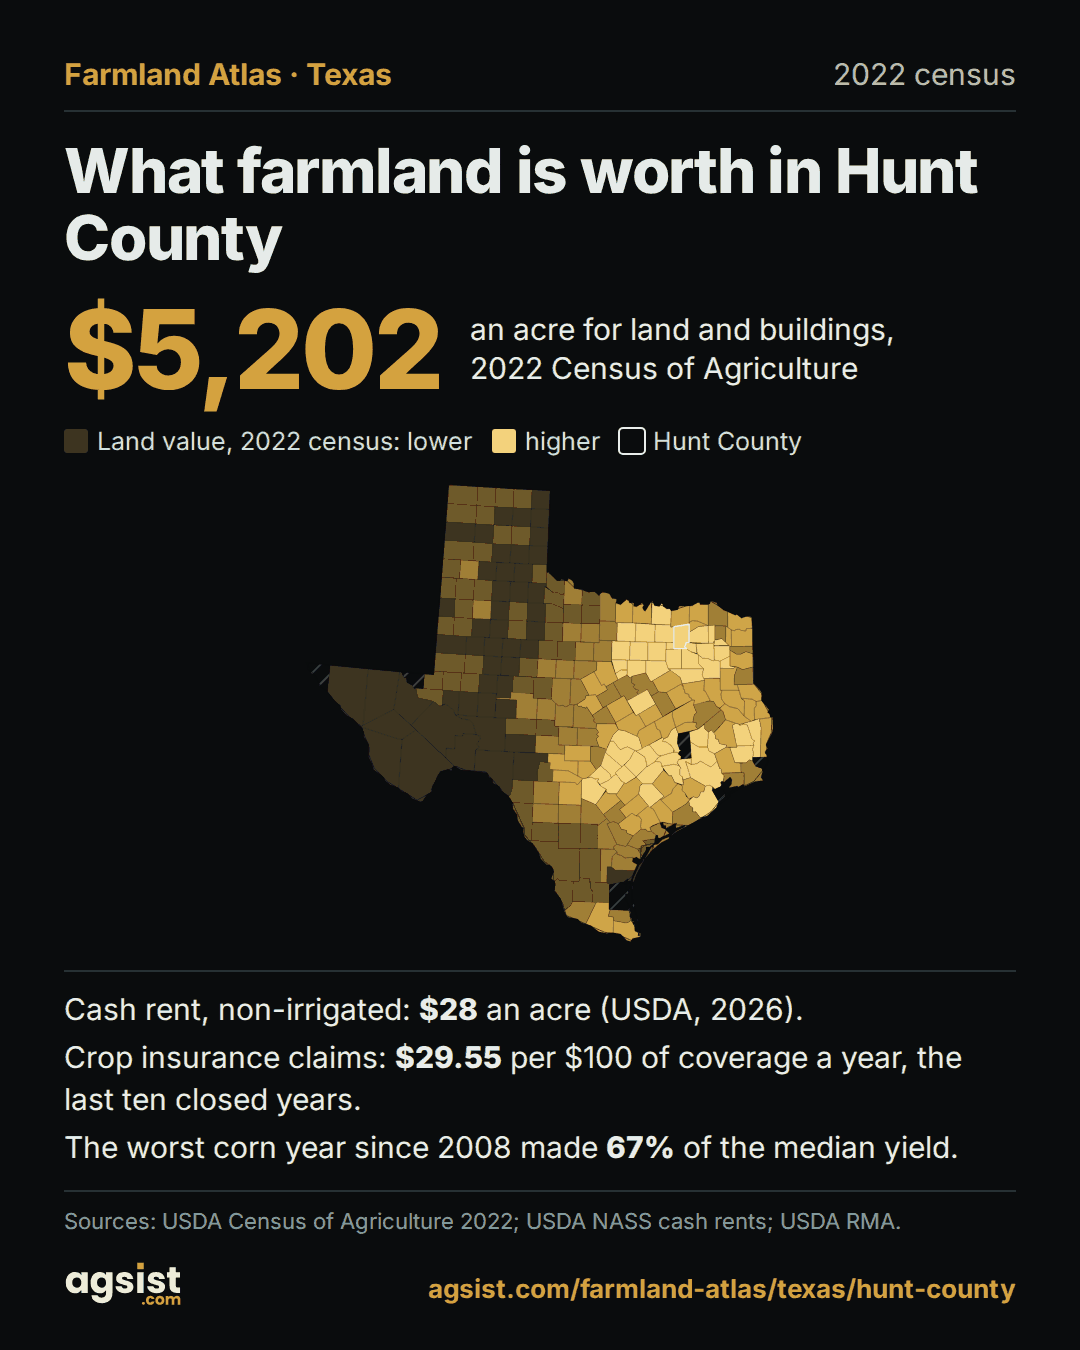 Farmland Atlas · Texas
2022 census
What farmland is worth in Hunt
County
$5,202
an acre for land and buildings,
2022 Census of Agriculture
Land value, 2022 census: lower
higher
Hunt County
Cash rent, non-irrigated: $28 an acre (USDA, 2026).
Crop insurance claims: $29.55 per $100 of coverage a year, the
last ten closed years.
The worst corn year since 2008 made 67% of the median yield.
Sources: USDA Census of Agriculture 2022; USDA NASS cash rents; USDA RMA.
agsist
.com
agsist.com/farmland-atlas/texas/hunt-county